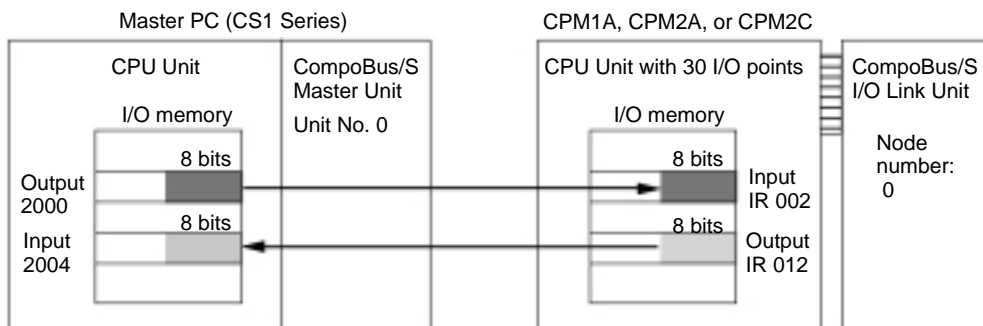 Master PC (CS1 Series)
CPU Unit
CompoBus/S
Master Unit
Unit No. 0
I/O memory
8 bits
Output
2000
8 bits
Input
2004
CPM1A, CPM2A, or CPM2C
CPU Unit with 30 I/O points
I/O memory
8 bits
Input
IR 002
8 bits
Output
IR 012
CompoBus/S
I/O Link Unit
Node
number:
0